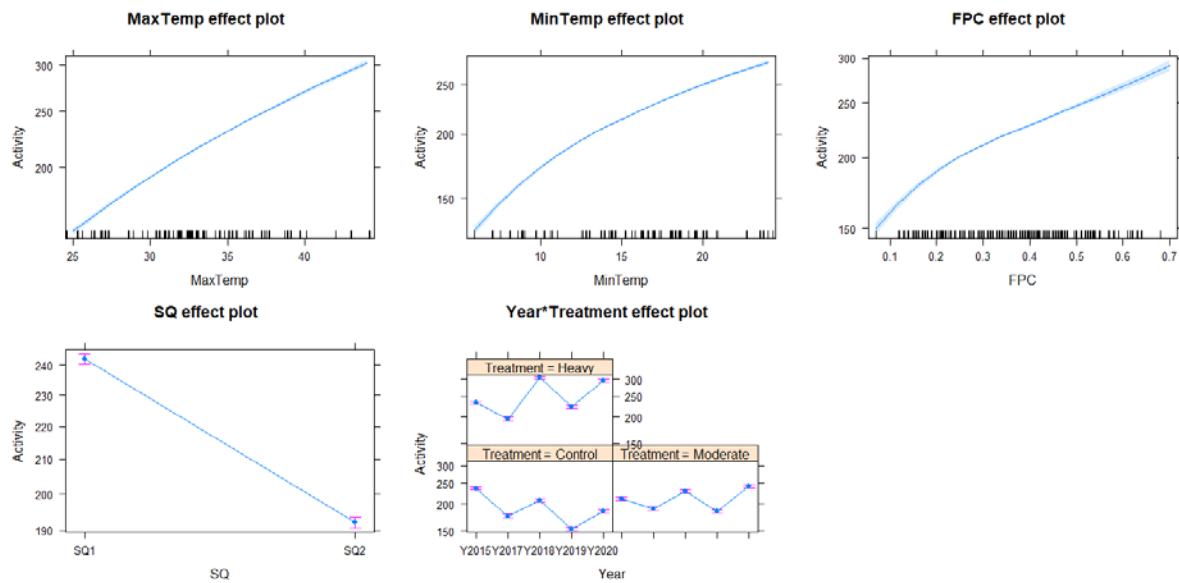 MaxTemp effect plot
300
250
200
Activity
25 30 35 40
MaxTemp
MinTemp effect plot
250
200
150
Activity
10 15 20
MinTemp
FPC effect plot
300
250
200
150
Activity
0.1 0.2 0.3 0.4 0.5 0.6 0.7
FPC
SQ effect plot
240
230
220
210
200
190
Activity
SQ1 SQ2
SQ
Year*Treatment effect plot
Treatment = Heavy
300
250
200
150
Treatment = Control Treatment = Moderate
300
250
200
150
Activity
Y2015Y2017Y2018Y2019Y2020
Year